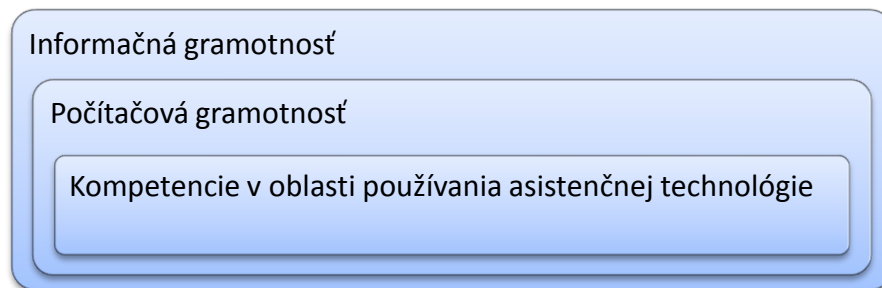 Informačná gramotnosť
Počítačová gramotnosť
Kompetencie v oblasti používania asistenčnej technológie